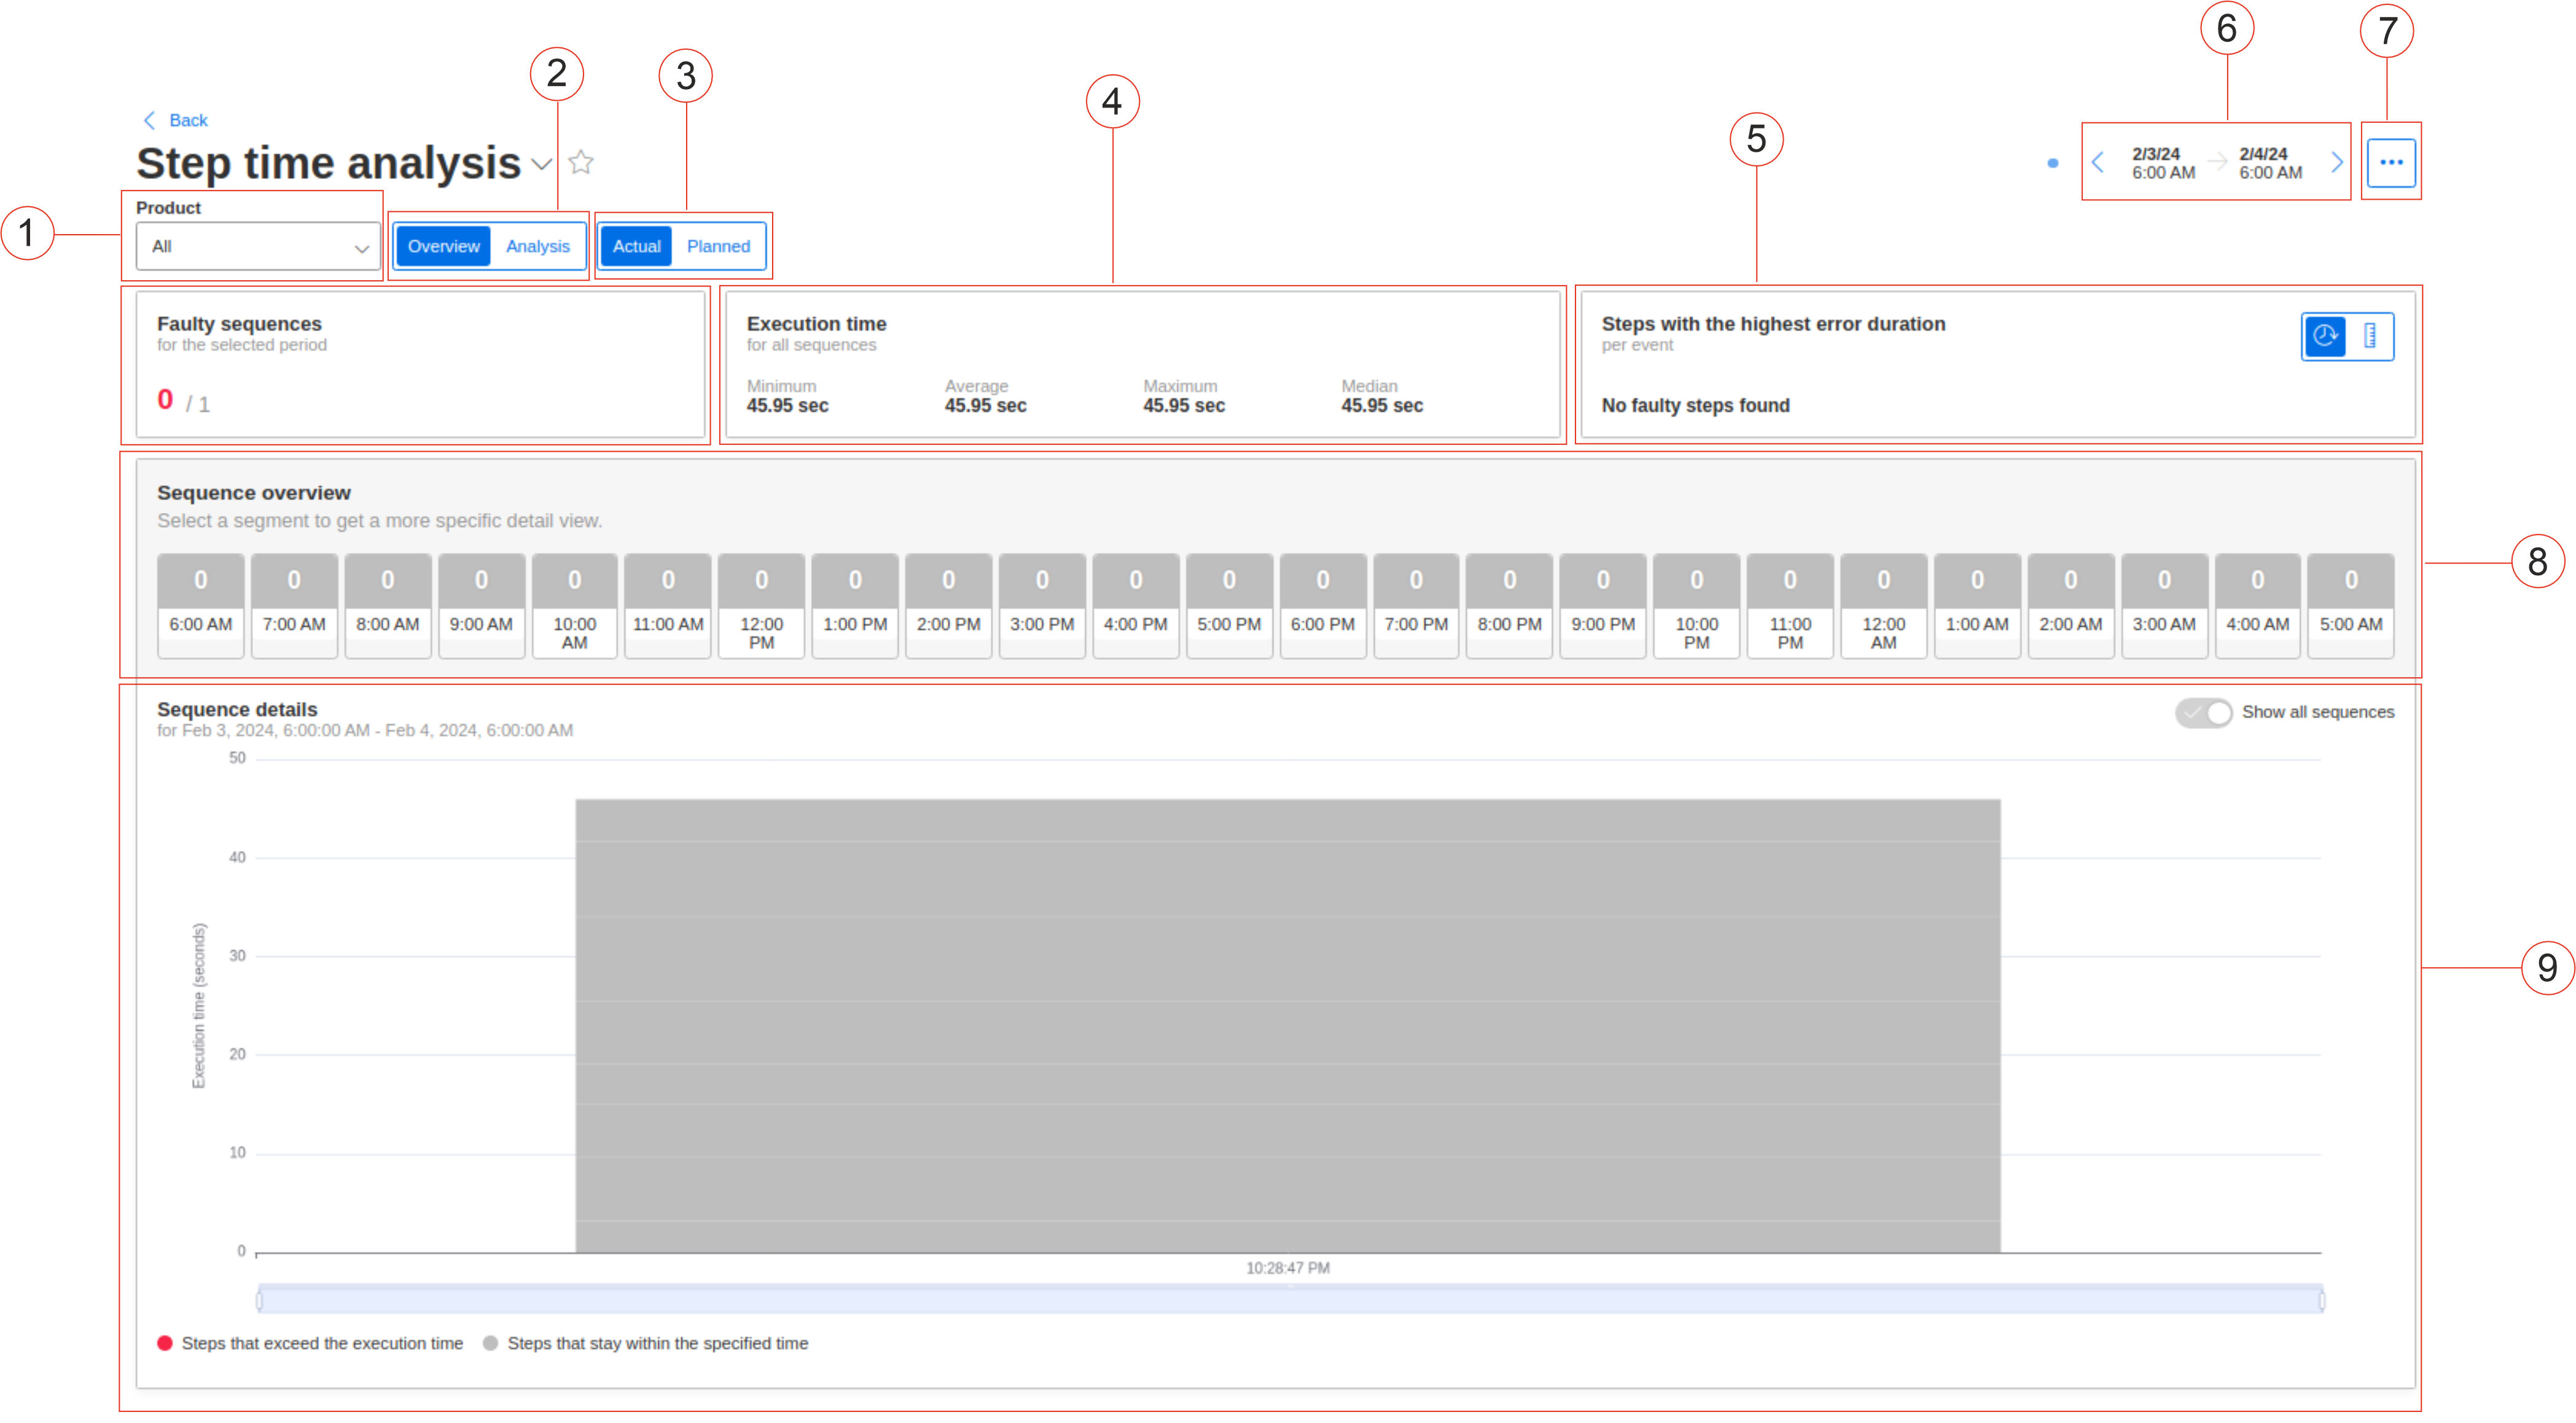 6
7
2
3
4
5
Back
Step time analysis
2/3/24
6:00 AM
2/4/24
6:00 AM
1
Product
All
Overview Analysis
Actual Planned
Faulty sequences
for the selected period
0 / 1
Execution time
for all sequences
Minimum
45.95 sec
Average
45.95 sec
Maximum
45.95 sec
Median
45.95 sec
Steps with the highest error duration
per event
No faulty steps found
Sequence overview
Select a segment to get a more specific detail view.
0 0 0 0 0 0 0 0 0 0 0 0 0 0 0 0 0 0 0 0 0 0 0 0
6:00 AM 7:00 AM 8:00 AM 9:00 AM 10:00 AM 11:00 AM 12:00 PM 1:00 PM 2:00 PM 3:00 PM 4:00 PM 5:00 PM 6:00 PM 7:00 PM 8:00 PM 9:00 PM 10:00 PM 11:00 PM 12:00 AM 1:00 AM 2:00 AM 3:00 AM 4:00 AM 5:00 AM
8
Sequence details
for Feb 3, 2024, 6:00:00 AM - Feb 4, 2024, 6:00:00 AM
Show all sequences
50
40
30
20
10
0
Execution time (seconds)
9
10:28:47 PM
Steps that exceed the execution time
Steps that stay within the specified time